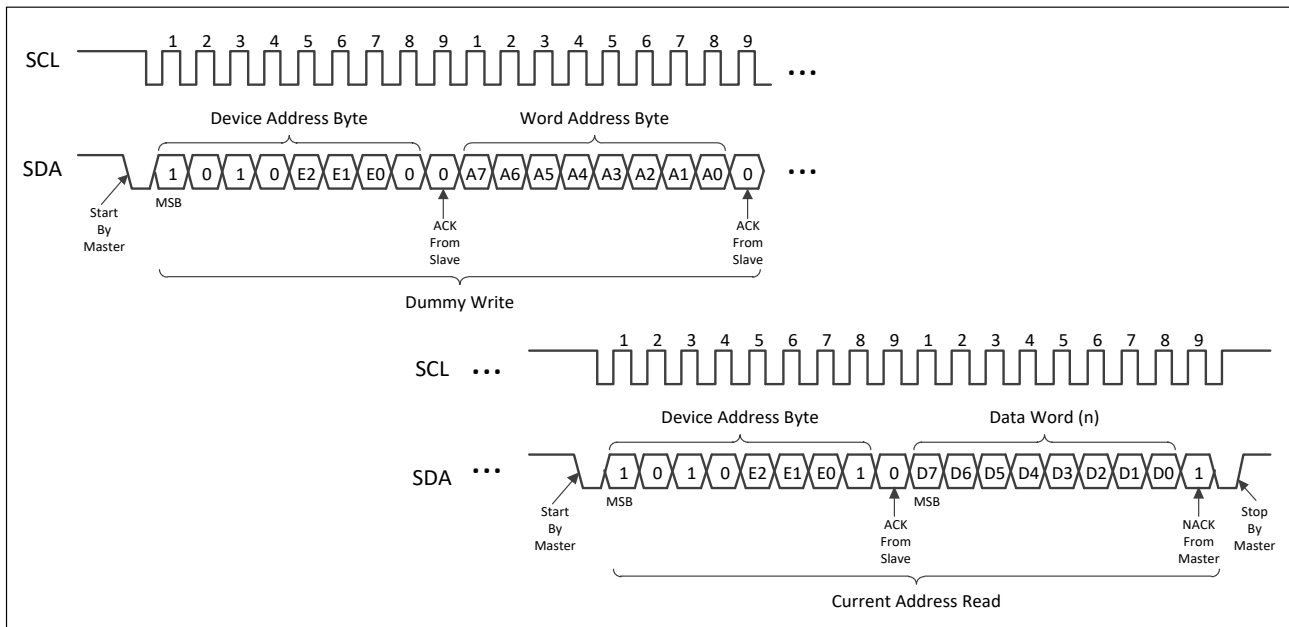 1 2 3 4 5 6 7 8 9 1 2 3 4 5 6 7 8 9
SCL ...
Device Address Byte Word Address Byte
SDA 1 0 1 0 E2 E1 E0 0 0 A7 A6 A5 A4 A3 A2 A1 A0 0 ...
MSB
Start
By
Master
ACK
From
Slave
ACK
From
Slave
Dummy Write
1 2 3 4 5 6 7 8 9 1 2 3 4 5 6 7 8 9
SCL ...
Device Address Byte Data Word (n)
SDA ... 1 0 1 0 E2 E1 E0 1 0 D7 D6 D5 D4 D3 D2 D1 D0 1
MSB MSB
Start
By
Master
ACK
From
Slave
NACK
From
Master
Stop
By
Master
Current Address Read